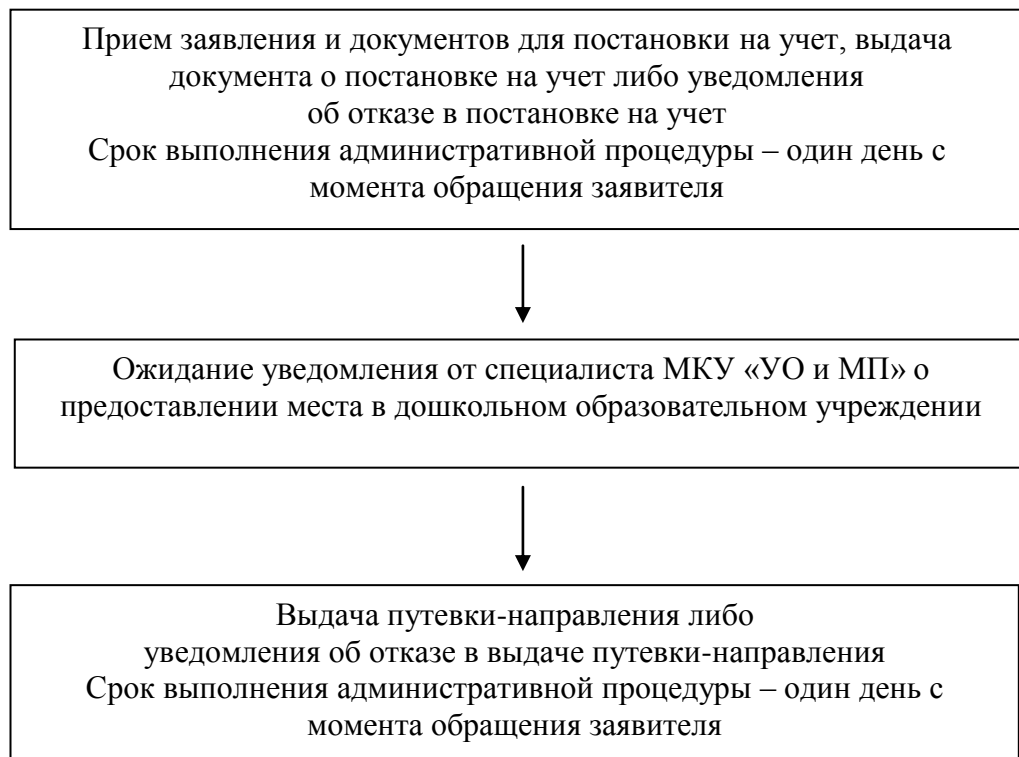 Прием заявления и документов для постановки на учет, выдача
документа о постановке на учет либо уведомления
об отказе в постановке на учет
Срок выполнения административной процедуры – один день с
момента обращения заявителя
Ожидание уведомления от специалиста МКУ «УО и МП» о
предоставлении места в дошкольном образовательном учреждении
Выдача путевки-направления либо
уведомления об отказе в выдаче путевки-направления
Срок выполнения административной процедуры – один день с
момента обращения заявителя